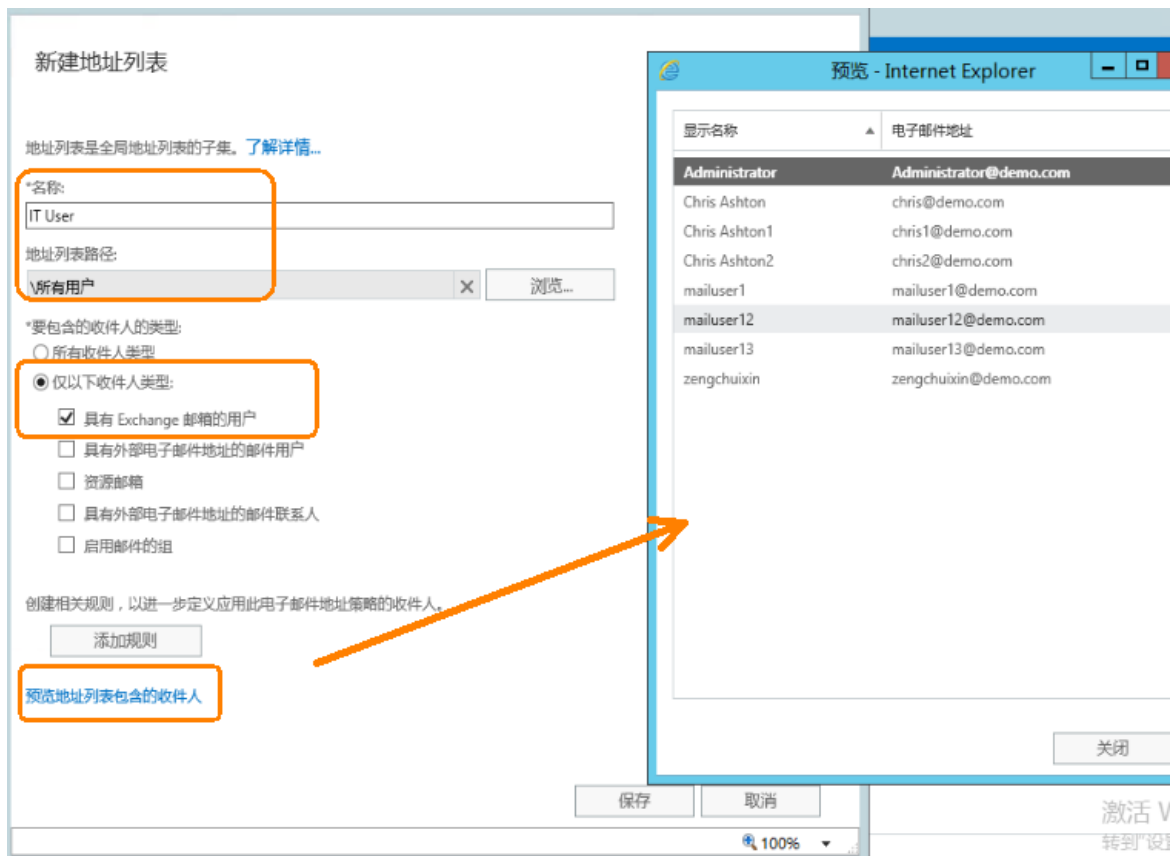 新建地址列表
地址列表是全局地址列表的子集。了解详情...
*名称:
IT User
地址列表路径:
\所有用户
浏览...
*要包含的收件人的类型:
所有收件人类型
仅以下收件人类型:
具有 Exchange 邮箱的用户
具有外部电子邮件地址的邮件用户
资源邮箱
具有外部电子邮件地址的邮件联系人
启用邮件的组
创建相关规则，以进一步定义应用此电子邮件地址策略的收件人。
添加规则
预览地址列表包含的收件人
保存 取消
100%
预览 - Internet Explorer
显示名称 电子邮件地址
Administrator Administrator@demo.com
Chris Ashton chris@demo.com
Chris Ashton1 chris1@demo.com
Chris Ashton2 chris2@demo.com
mailuser1 mailuser1@demo.com
mailuser12 mailuser12@demo.com
mailuser13 mailuser13@demo.com
zengchuixin zengchuixin@demo.com
关闭
激活 W
转到"设